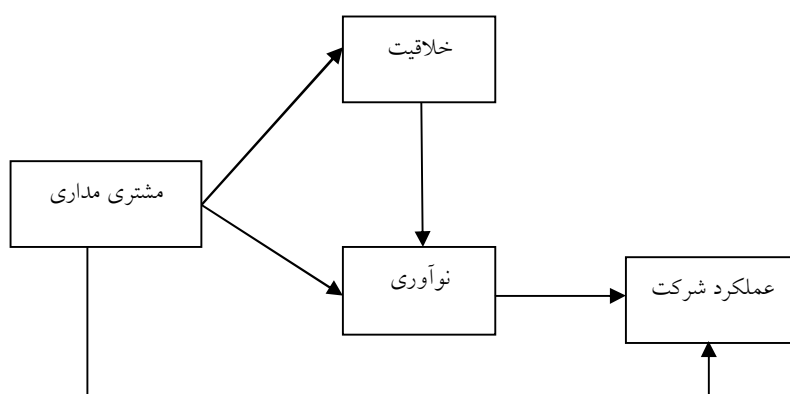 خلاقیت
مشتری مداری
نوآوری
عملکرد شرکت